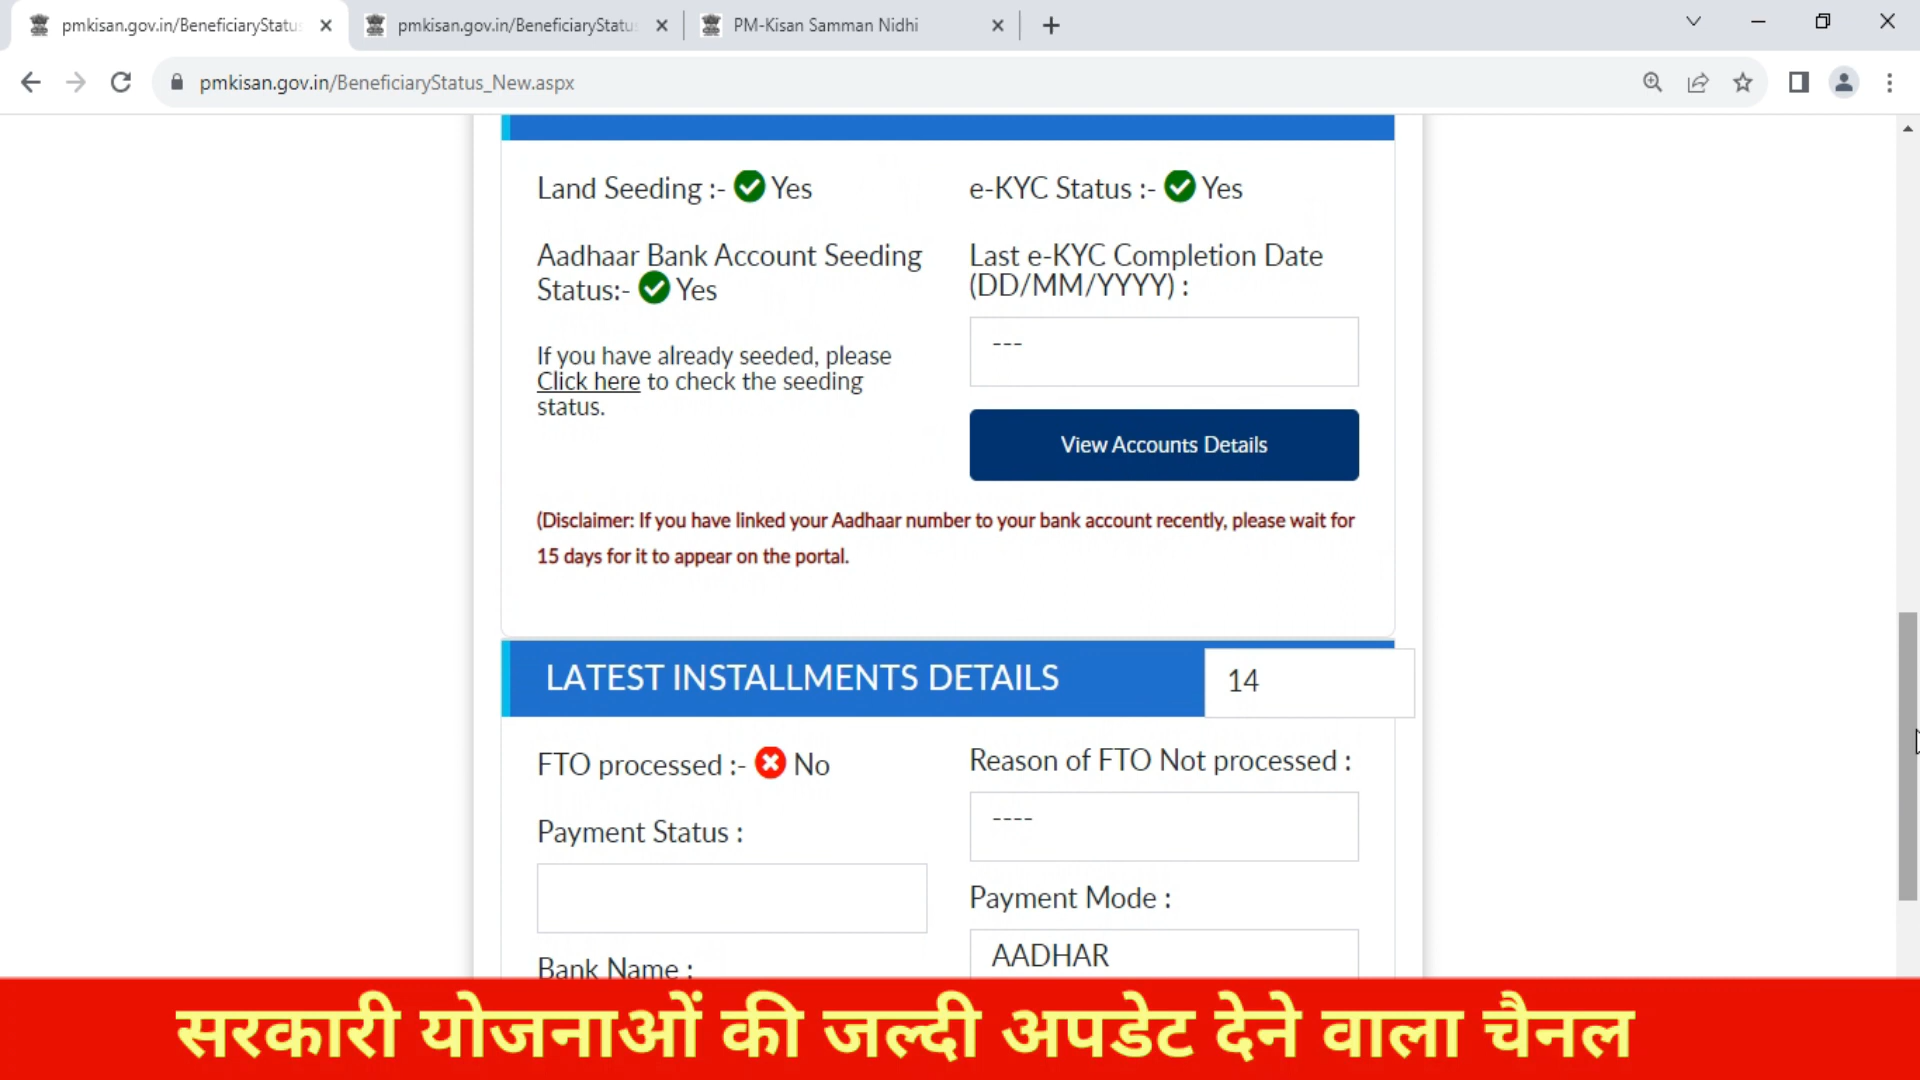 pmkisan.gov.in/BeneficiaryStatus
pmkisan.gov.in/BeneficiaryStatus
PM-Kisan Samman Nidhi
pmkisan.gov.in/BeneficiaryStatus_New.aspx
Land Seeding :- Yes
e-KYC Status :- Yes
Aadhaar Bank Account Seeding
Status:- Yes
Last e-KYC Completion Date
(DD/MM/YYYY) :
---
If you have already seeded, please
Click here to check the seeding
status.
View Accounts Details
(Disclaimer: If you have linked your Aadhaar number to your bank account recently, please wait for
15 days for it to appear on the portal.
LATEST INSTALLMENTS DETAILS
14
FTO processed :- No
Reason of FTO Not processed :
----
Payment Status :
Payment Mode :
AADHAR
Bank Name :
सरकारी योजनाओं की जल्दी अपडेट देने वाला चैनल